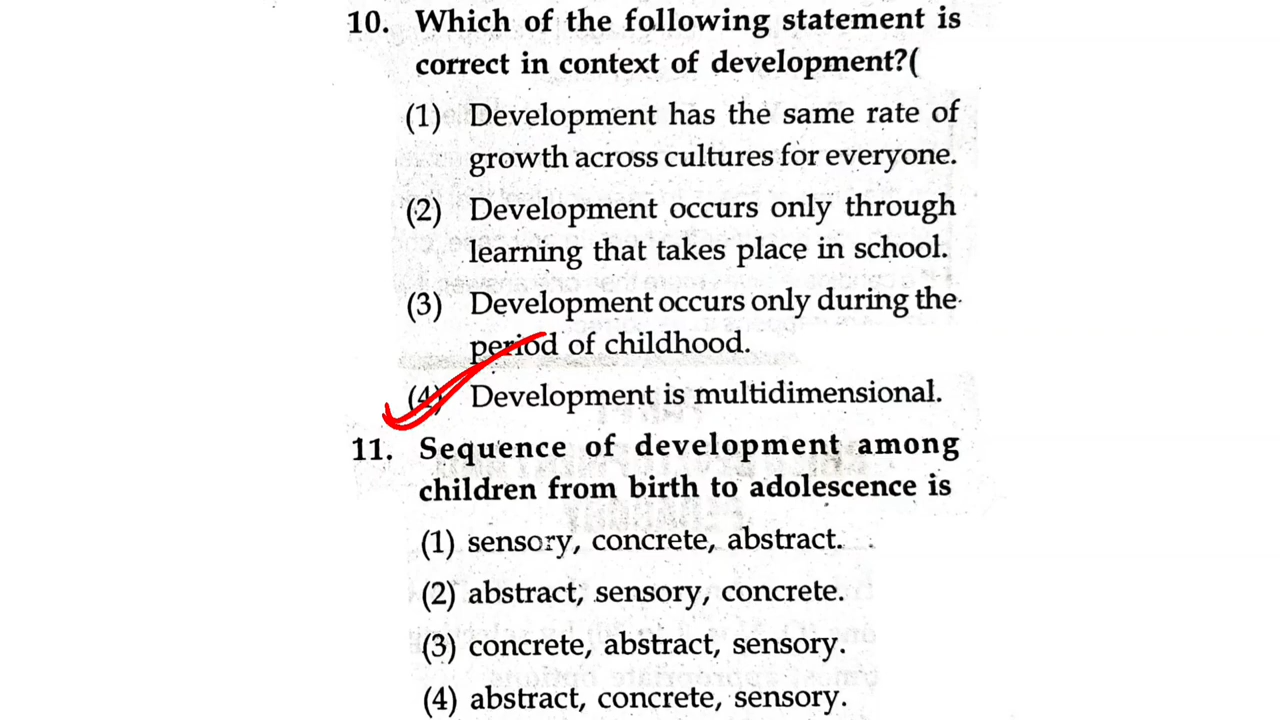 10. Which of the following statement is
correct in context of development?(
(1) Development has the same rate of
growth across cultures for everyone.
(2) Development occurs only through
learning that takes place in school.
(3) Development occurs only during the
period of childhood.
(4) Development is multidimensional.
11. Sequence of development among
children from birth to adolescence is
(1) sensory, concrete, abstract.
(2) abstract, sensory, concrete.
(3) concrete, abstract, sensory.
(4) abstract, concrete, sensory.